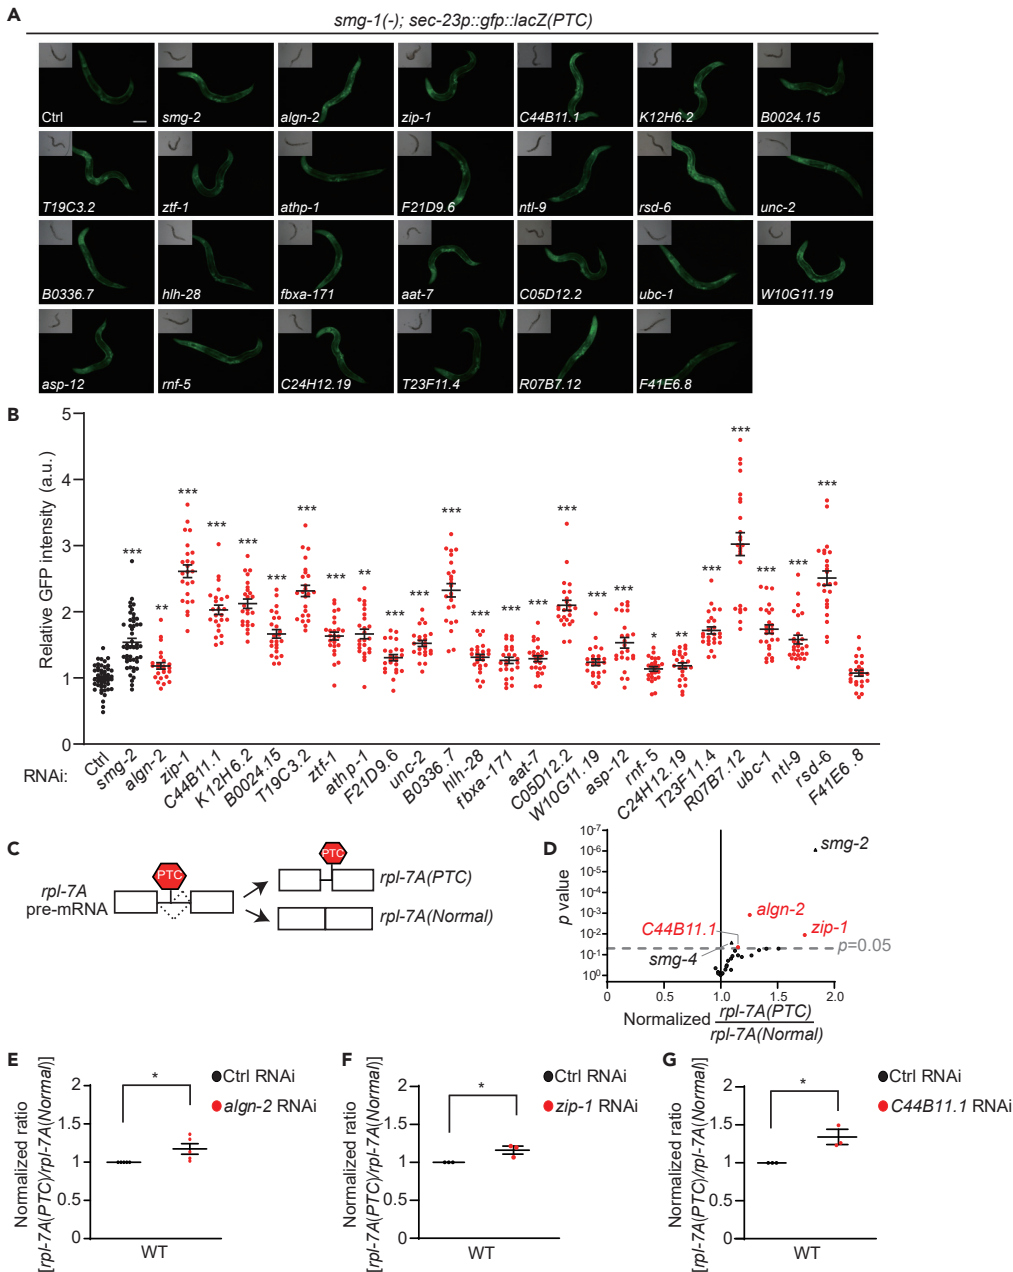 A
smg-1(-); sec-23p::gfp::lacZ(PTC)
Ctrl
smg-2
algn-2
zip-1
C44B11.1
K12H6.2
B0024.15
T19C3.2
ztf-1
athp-1
F21D9.6
ntl-9
rsd-6
unc-2
B0336.7
hlh-28
fbxa-171
aat-7
C05D12.2
ubc-1
W10G11.19
asp-12
rnf-5
C24H12.19
T23F11.4
R07B7.12
F41E6.8
B
Relative GFP intensity (a.u.)
5
4
3
2
1
0
***
***
**
***
***
***
***
***
***
**
***
***
***
***
***
***
***
***
***
*
**
***
***
***
***
RNAi:
Ctrl
smg-2
algn-2
zip-1
C44B11.1
K12H6.2
B0024.15
T19C3.2
ztf-1
athp-1
F21D9.6
unc-2
B0336.7
hlh-28
fbxa-171
aat-7
C05D12.2
W10G11.19
asp-12
rnf-5
C24H12.19
T23F11.4
R07B7.12
ubc-1
ntl-9
rsd-6
F41E6.8
C
rpl-7A
pre-mRNA
PTC
PTC
rpl-7A(PTC)
rpl-7A(Normal)
D
p value
10-7
10-6
10-5
10-4
10-3
10-2
10-1
100
smg-2
algn-2
C44B11.1
zip-1
smg-4
p=0.05
0 0.5 1.0 1.5 2.0
Normalized rpl-7A(PTC)
rpl-7A(Normal)
E
Normalized ratio
[rpl-7A(PTC)/rpl-7A(Normal)]
2
1.5
1
0.5
0
*
Ctrl RNAi
algn-2 RNAi
WT
F
Normalized ratio
[rpl-7A(PTC)/rpl-7A(Normal)]
2
1.5
1
0.5
0
*
Ctrl RNAi
zip-1 RNAi
WT
G
Normalized ratio
[rpl-7A(PTC)/rpl-7A(Normal)]
2
1.5
1
0.5
0
*
Ctrl RNAi
C44B11.1 RNAi
WT